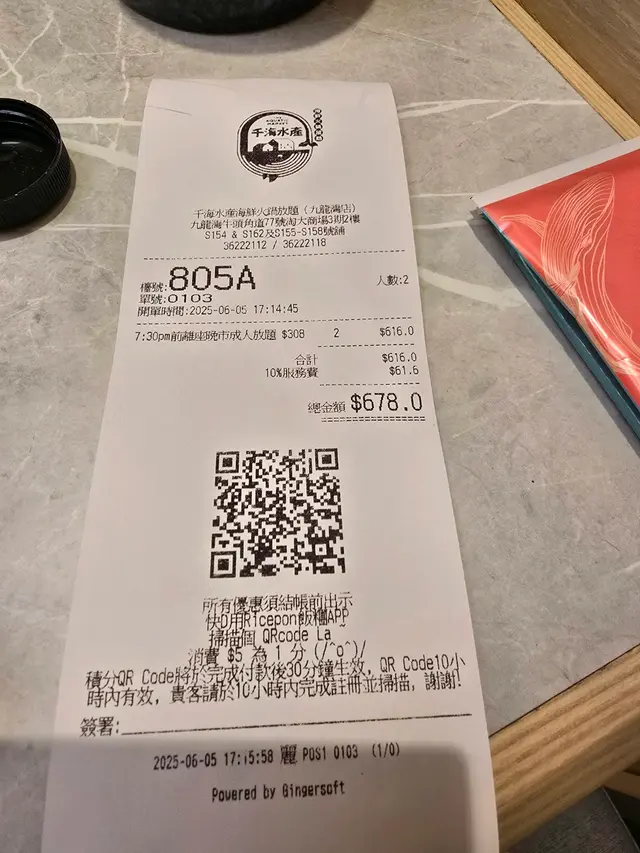 AQUATIC
MARKET
千海水產
千海水產海鮮火鍋放題 (九龍灣店)
九龍灣牛頭角道77號淘大商場3期2樓
S154 & S162及S155-S158號舖
36222112 / 36222118
檯號:805A 人數:2
單號:0103
開單時間:2025-06-05 17:14:45
7:30pm前離座晚市成人放題 $308 2 $616.0
合計 $616.0
10%服務費 $61.6
總金額 $678.0
所有優惠須結帳前出示
快D用Ricepon飯糰APP
掃描個 QRcode La
消費 $5 為 1 分 (/^o^)/
積分QR Code將於完成付款後30分鐘生效, QR Code10小
時內有效, 貴客請於10小時內完成註冊並掃描, 謝謝!
簽署:
2025-06-05 17:15:58 麗 POS1 0103 (1/0)
Powered by Gingersoft